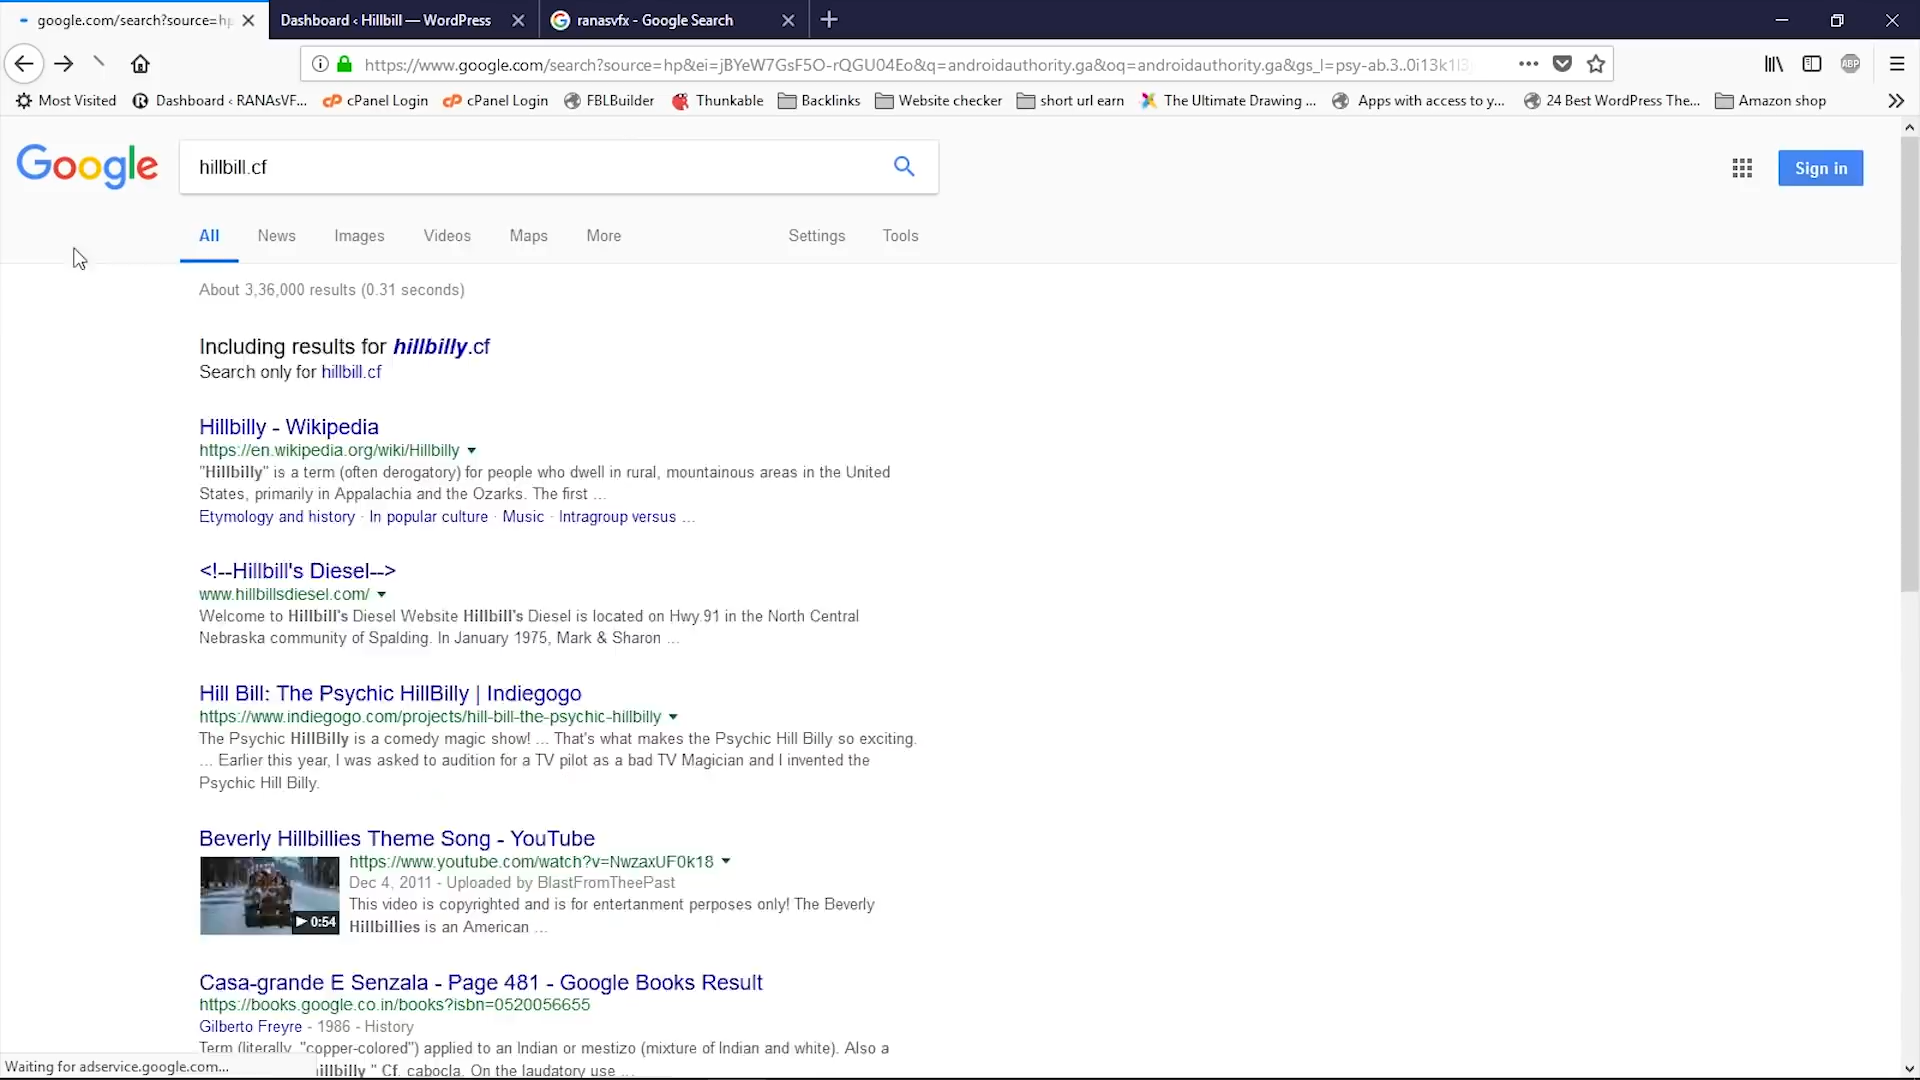 google.com/search?source=hp
Dashboard ‹ Hillbill — WordPress
ranasvfx - Google Search
https://www.google.com/search?source=hp&ei=jBYeW7GsF5O-rQGU04Eo&q=androidauthority.ga&oq=androidauthority.ga&gs_l=psy-ab.3..0i13k1l3
ABP
Most Visited
Dashboard ‹ RANAsVF...
cPanel Login
cPanel Login
FBLBuilder
Thunkable
Backlinks
Website checker
short url earn
The Ultimate Drawing ...
Apps with access to y...
24 Best WordPress The...
Amazon shop
Google
hillbill.cf
Sign in
All
News
Images
Videos
Maps
More
Settings
Tools
About 3,36,000 results (0.31 seconds)
Including results for hillbilly.cf
Search only for hillbill.cf
Hillbilly - Wikipedia
https://en.wikipedia.org/wiki/Hillbilly
"Hillbilly" is a term (often derogatory) for people who dwell in rural, mountainous areas in the United
States, primarily in Appalachia and the Ozarks. The first ...
Etymology and history · In popular culture · Music · Intragroup versus ...
<!--Hillbill's Diesel-->
www.hillbillsdiesel.com/
Welcome to Hillbill's Diesel Website Hillbill's Diesel is located on Hwy.91 in the North Central
Nebraska community of Spalding. In January 1975, Mark & Sharon ...
Hill Bill: The Psychic HillBilly | Indiegogo
https://www.indiegogo.com/projects/hill-bill-the-psychic-hillbilly
The Psychic HillBilly is a comedy magic show! ... That's what makes the Psychic Hill Billy so exciting.
... Earlier this year, I was asked to audition for a TV pilot as a bad TV Magician and I invented the
Psychic Hill Billy.
Beverly Hillbillies Theme Song - YouTube
https://www.youtube.com/watch?v=NwzaxUF0k18
Dec 4, 2011 - Uploaded by BlastFromTheePast
This video is copyrighted and is for entertanment perposes only! The Beverly
0:54
Hillbillies is an American ...
Casa-grande E Senzala - Page 481 - Google Books Result
https://books.google.co.in/books?isbn=0520056655
Gilberto Freyre - 1986 - History
Term (literally, "copper-colored") applied to an Indian or mestizo (mixture of Indian and white). Also a
illbilly " Cf. cabocla. On the laudatory use ...
Waiting for adservice.google.com...